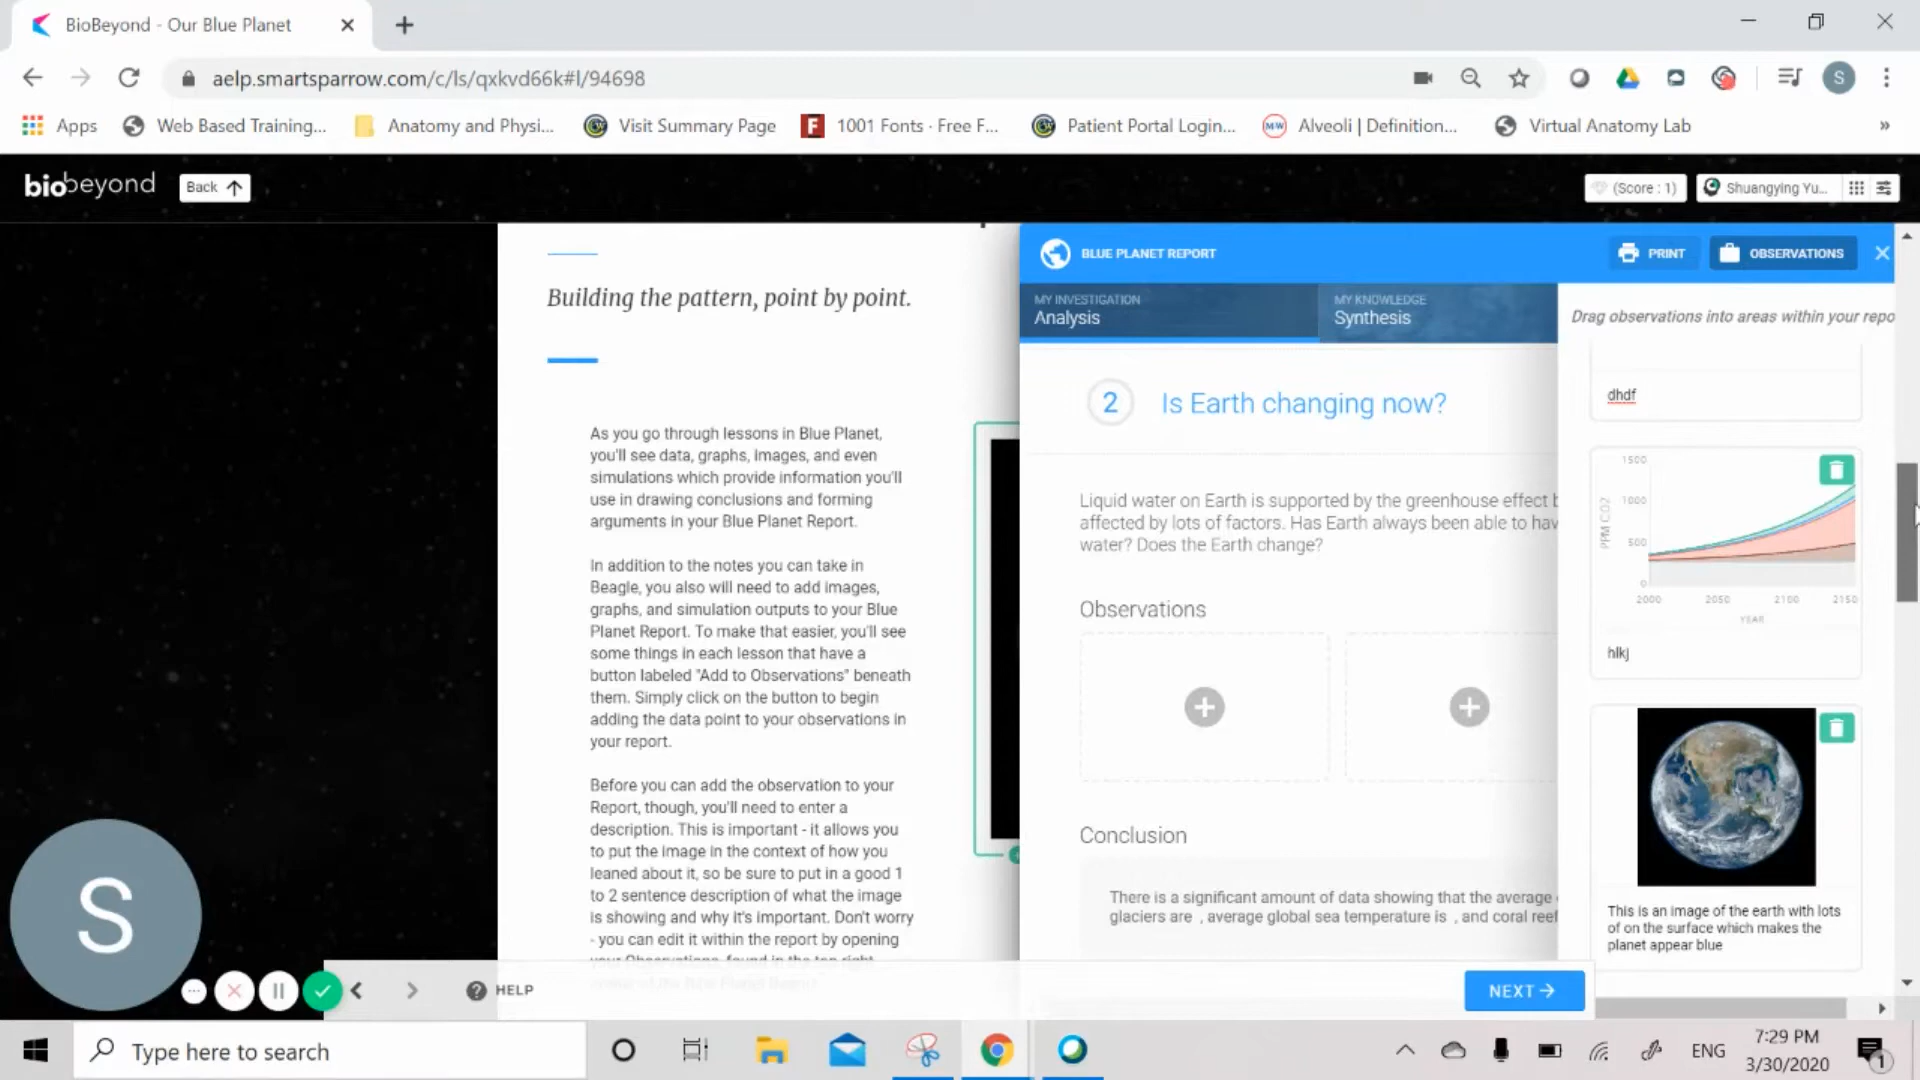 BioBeyond - Our Blue Planet
aelp.smartsparrow.com/c/ls/qxkvd66k#l/94698
S
Apps
Web Based Training...
Anatomy and Physi...
Visit Summary Page
F
1001 Fonts · Free F...
Patient Portal Login...
M-W
Alveoli | Definition...
Virtual Anatomy Lab
»
biobeyond
Back
(Score : 1)
Shuangying Yu...
Building the pattern, point by point.
As you go through lessons in Blue Planet,
you'll see data, graphs, images, and even
simulations which provide information you'll
use in drawing conclusions and forming
arguments in your Blue Planet Report.
In addition to the notes you can take in
Beagle, you also will need to add images,
graphs, and simulation outputs to your Blue
Planet Report. To make that easier, you'll see
some things in each lesson that have a
button labeled "Add to Observations" beneath
them. Simply click on the button to begin
adding the data point to your observations in
your report.
Before you can add the observation to your
Report, though, you'll need to enter a
description. This is important - it allows you
to put the image in the context of how you
leaned about it, so be sure to put in a good 1
to 2 sentence description of what the image
is showing and why it's important. Don't worry
- you can edit it within the report by opening
your Observations, found in the top right
BLUE PLANET REPORT
PRINT
OBSERVATIONS
MY INVESTIGATION
Analysis
MY KNOWLEDGE
Synthesis
2
Is Earth changing now?
Liquid water on Earth is supported by the greenhouse effect
affected by lots of factors. Has Earth always been able to hav
water? Does the Earth change?
Observations
Conclusion
There is a significant amount of data showing that the average
glaciers are , average global sea temperature is , and coral reef
Drag observations into areas within your repo
dhdf
1500
1000
500
0
PPM CO2
2000
2050
2100
2150
YEAR
hlkj
This is an image of the earth with lots
of on the surface which makes the
planet appear blue
S
HELP
NEXT
Type here to search
ENG
7:29 PM
3/30/2020
1